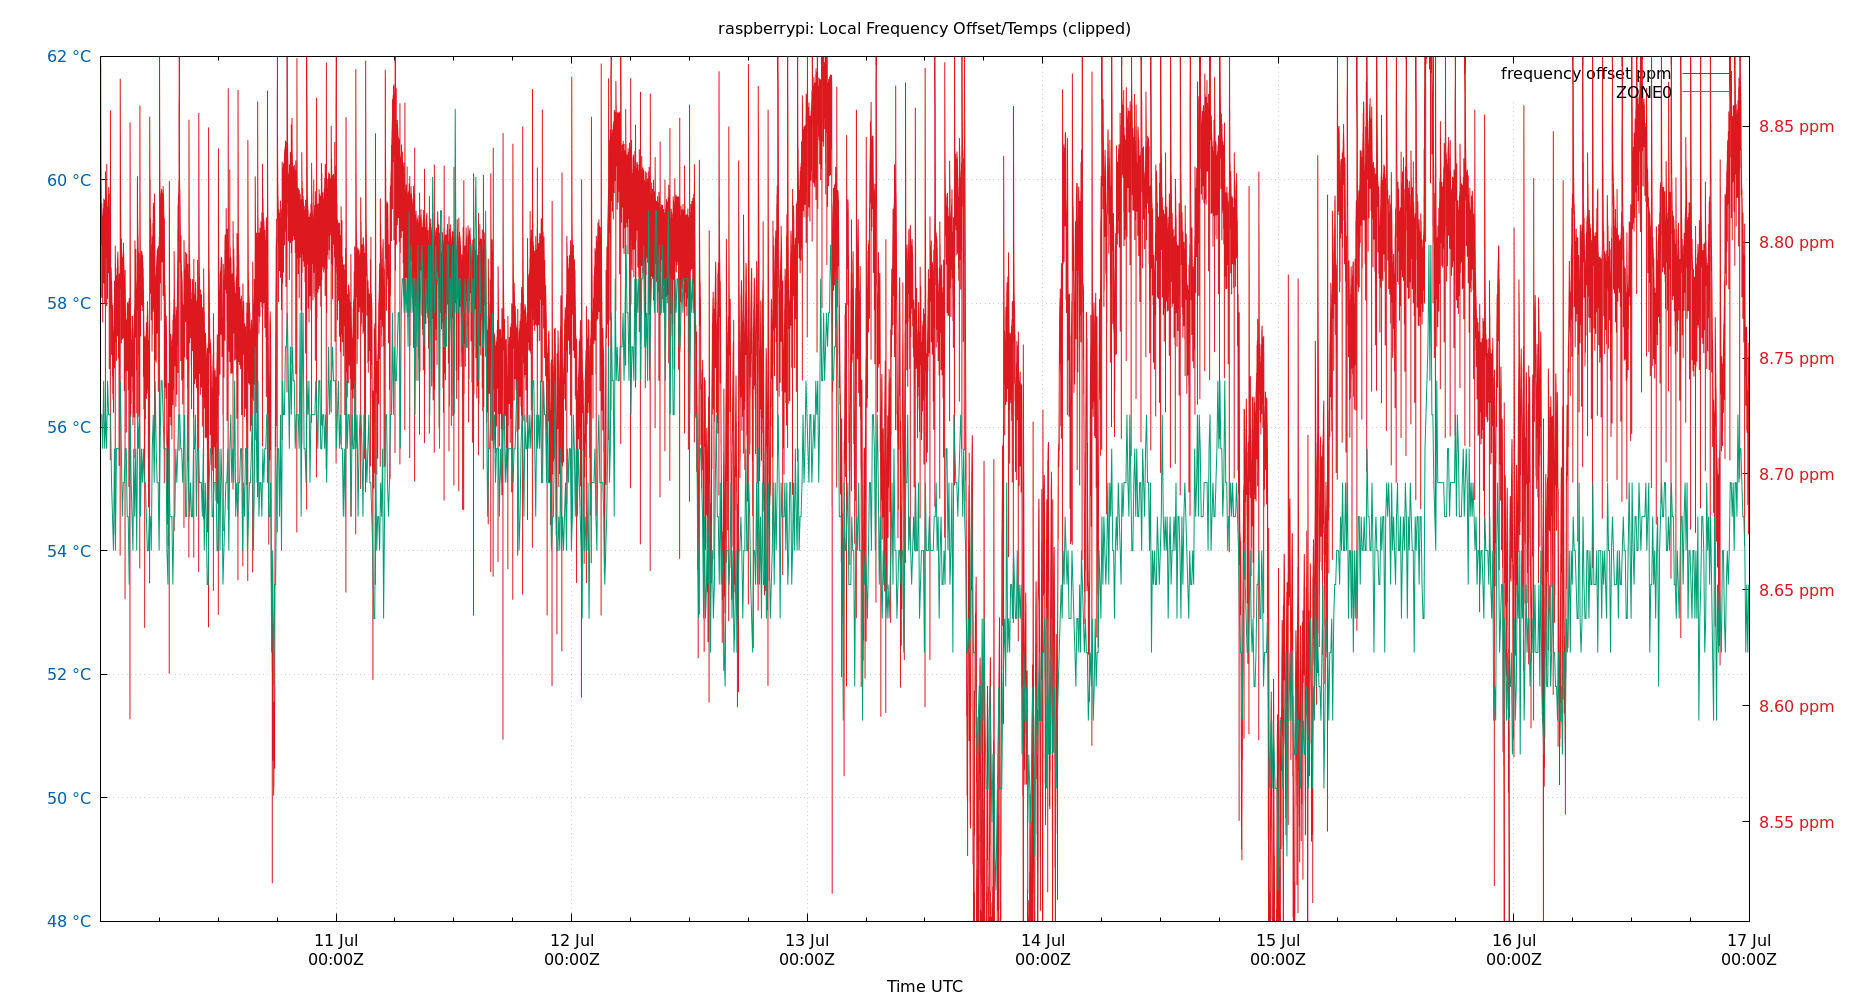 raspberrypi: Local Frequency Offset/Temps (clipped)
62 °C
60 °C
58 °C
56 °C
54 °C
52 °C
50 °C
48 °C
frequency offset ppm
ZONE0
8.85 ppm
8.80 ppm
8.75 ppm
8.70 ppm
8.65 ppm
8.60 ppm
8.55 ppm
11 Jul
00:00Z
12 Jul
00:00Z
13 Jul
00:00Z
14 Jul
00:00Z
15 Jul
00:00Z
16 Jul
00:00Z
17 Jul
00:00Z
Time UTC